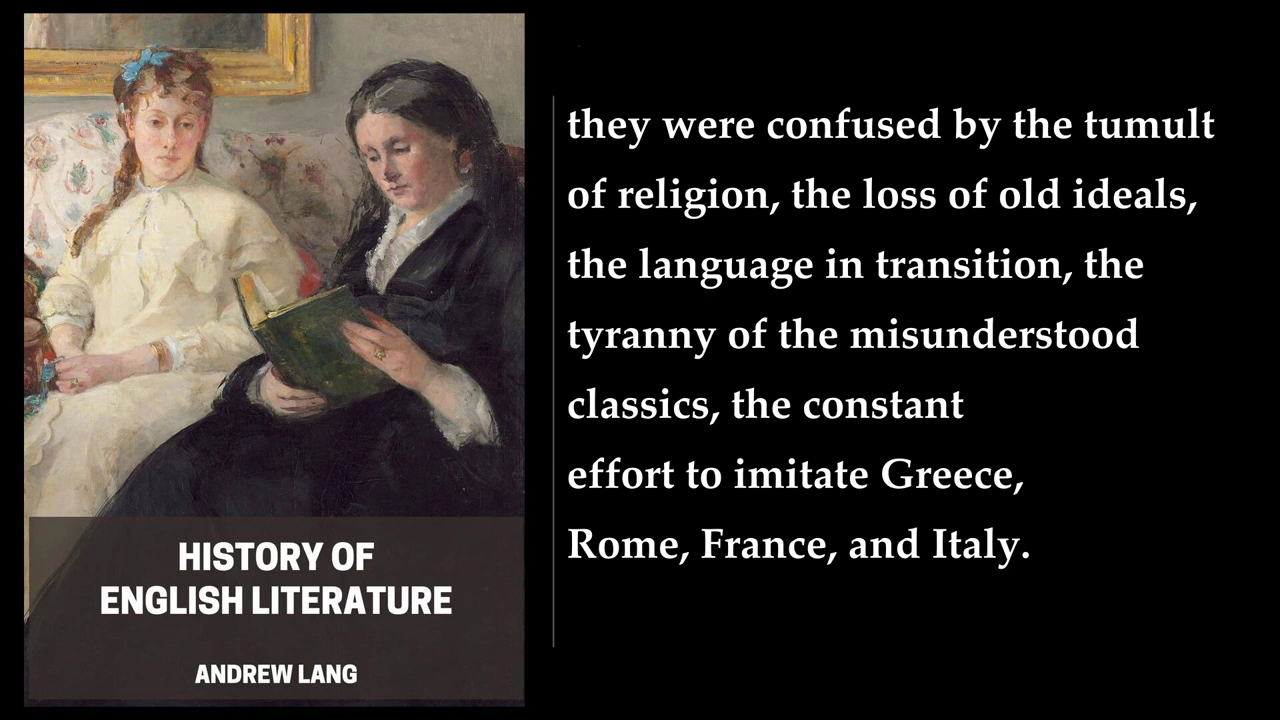 HISTORY OF
ENGLISH LITERATURE
ANDREW LANG
they were confused by the tumult
of religion, the loss of old ideals,
the language in transition, the
tyranny of the misunderstood
classics, the constant
effort to imitate Greece,
Rome, France, and Italy.